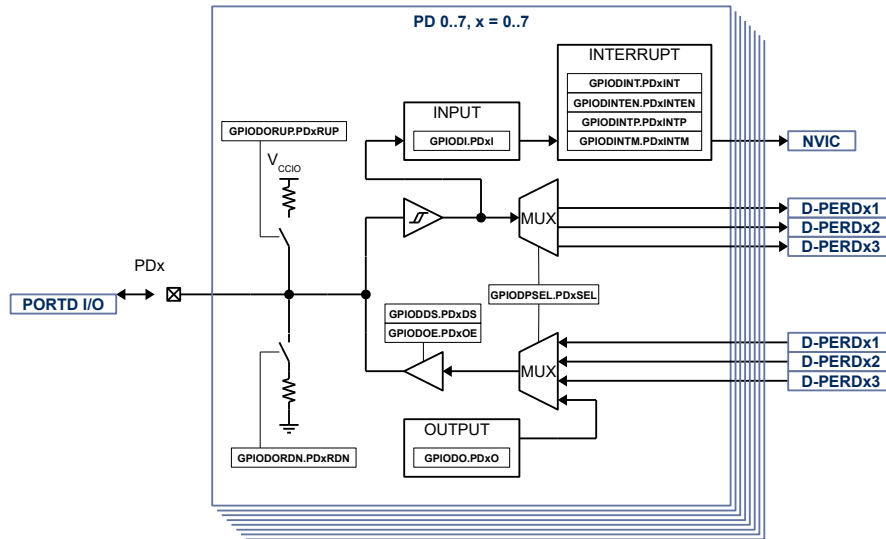 PD 0..7, x = 0..7
INTERRUPT
GPIODINT.PDxINT
GPIODINTEN.PDxINTEN
GPIODINTP.PDxINTP
GPIODINTM.PDxINTM
INPUT
GPIODI.PDxI
NVIC
GPIODORUP.PDxRUP
VCCIO
MUX
D-PERDx1
D-PERDx2
D-PERDx3
PDx
PORTD I/O
GPIODPSEL.PDxSEL
GPIODDS.PDxDS
GPIODOE.PDxOE
MUX
D-PERDx1
D-PERDx2
D-PERDx3
OUTPUT
GPIODO.PDxO
GPIODORDN.PDxRDN